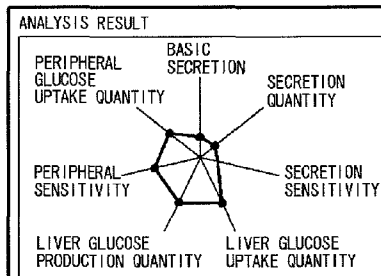 ANALYSIS RESULT
BASIC
SECRETION
PERIPHERAL
GLUCOSE
UPTAKE QUANTITY
SECRETION
QUANTITY
PERIPHERAL
SENSITIVITY
SECRETION
SENSITIVITY
LIVER GLUCOSE
PRODUCTION QUANTITY
LIVER GLUCOSE
UPTAKE QUANTITY